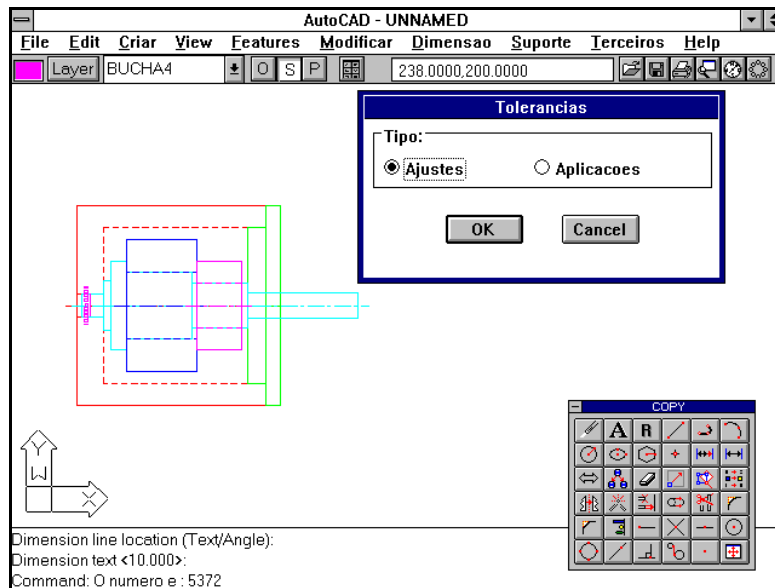 AutoCAD - UNNAMED
File Edit Criar View Features Modificar Dimensao Suporte Terceiros Help
Layer BUCHA4 O S P 238.0000,200.0000
Tolerancias
Tipo:
Ajustes Aplicacoes
OK Cancel
COPY
A R
W
X
Dimension line location (Text/Angle):
Dimension text <10.000>:
Command: O numero e : 5372